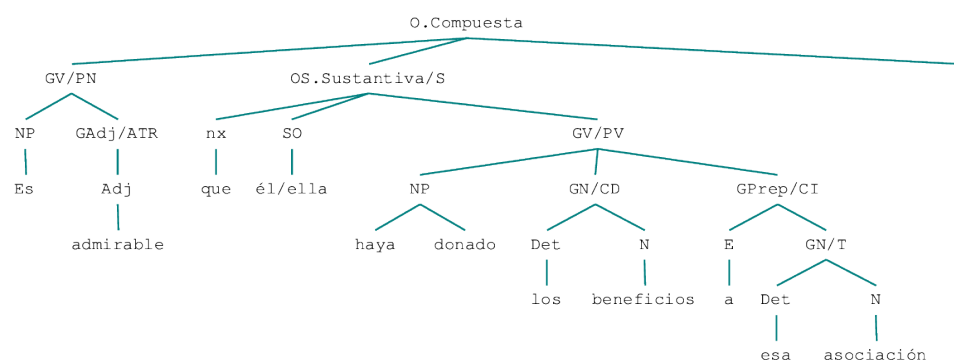 O.Compuesta
GV/PN OS.Sustantiva/S
NP GAdj/ATR nx SO GV/PV
Es Adj que él/ella NP GN/CD GPrep/CI
admirable haya donado Det N E GN/T
los beneficios a Det N
esa asociación